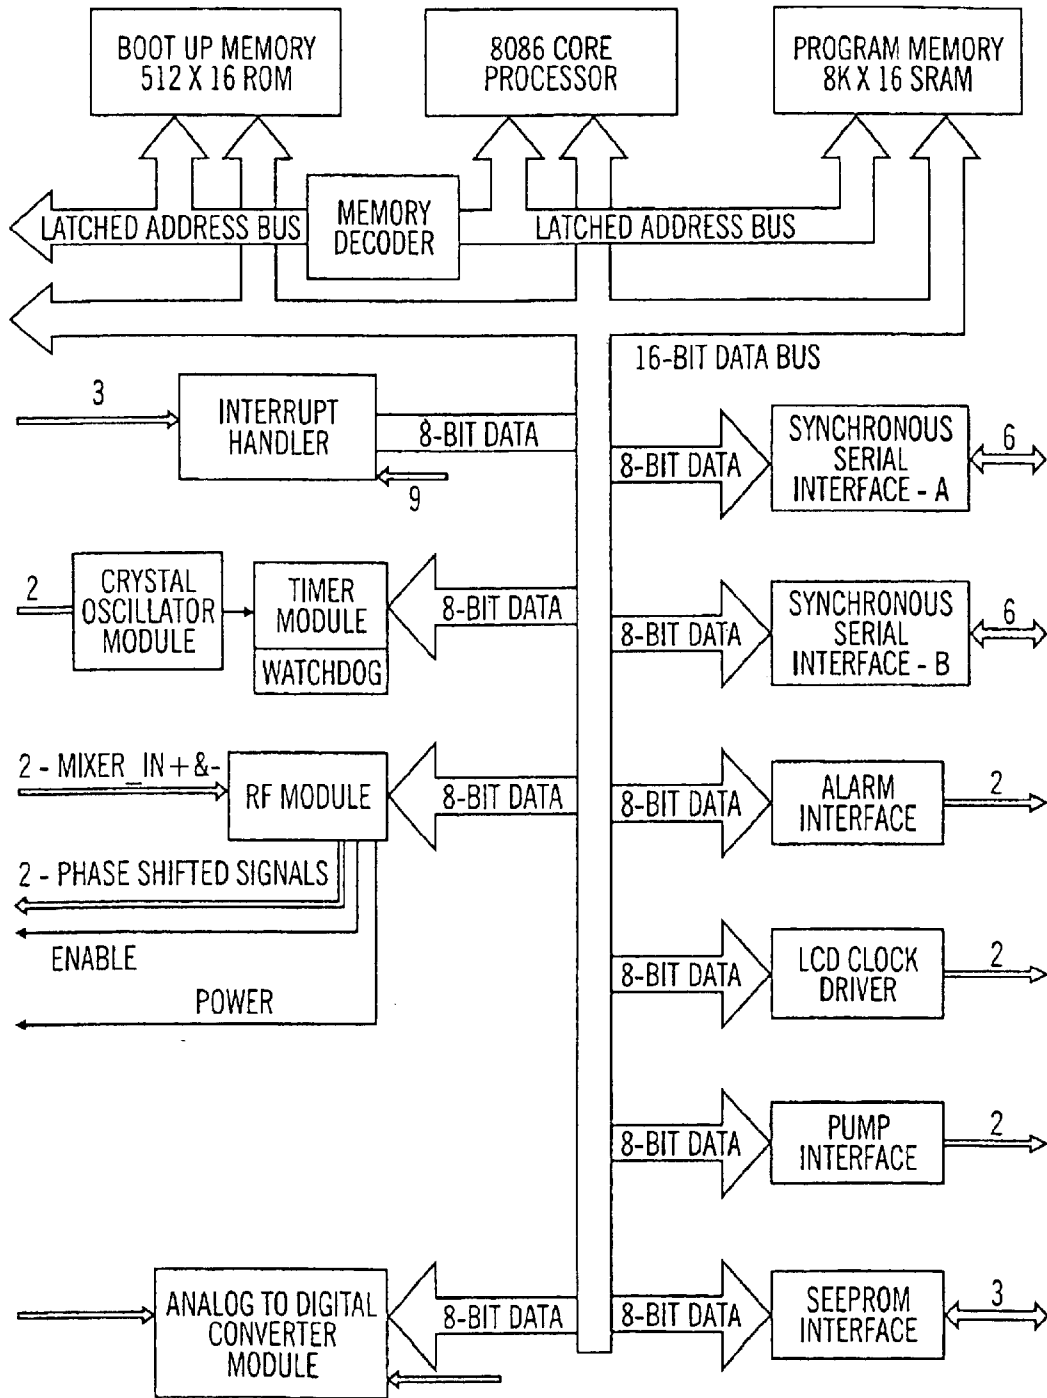 BOOT UP MEMORY
512 X 16 ROM
8086 CORE
PROCESSOR
PROGRAM MEMORY
8K X 16 SRAM
LATCHED ADDRESS BUS
MEMORY
DECODER
LATCHED ADDRESS BUS
16-BIT DATA BUS
3
INTERRUPT
HANDLER
8-BIT DATA
9
8-BIT DATA
SYNCHRONOUS
SERIAL
INTERFACE - A
6
2
CRYSTAL
OSCILLATOR
MODULE
TIMER
MODULE
WATCHDOG
8-BIT DATA
8-BIT DATA
SYNCHRONOUS
SERIAL
INTERFACE - B
6
2 - MIXER_IN + &-
RF MODULE
8-BIT DATA
8-BIT DATA
ALARM
INTERFACE
2
2 - PHASE SHIFTED SIGNALS
ENABLE
POWER
8-BIT DATA
LCD CLOCK
DRIVER
2
8-BIT DATA
PUMP
INTERFACE
2
ANALOG TO DIGITAL
CONVERTER
MODULE
8-BIT DATA
8-BIT DATA
SEEPROM
INTERFACE
3